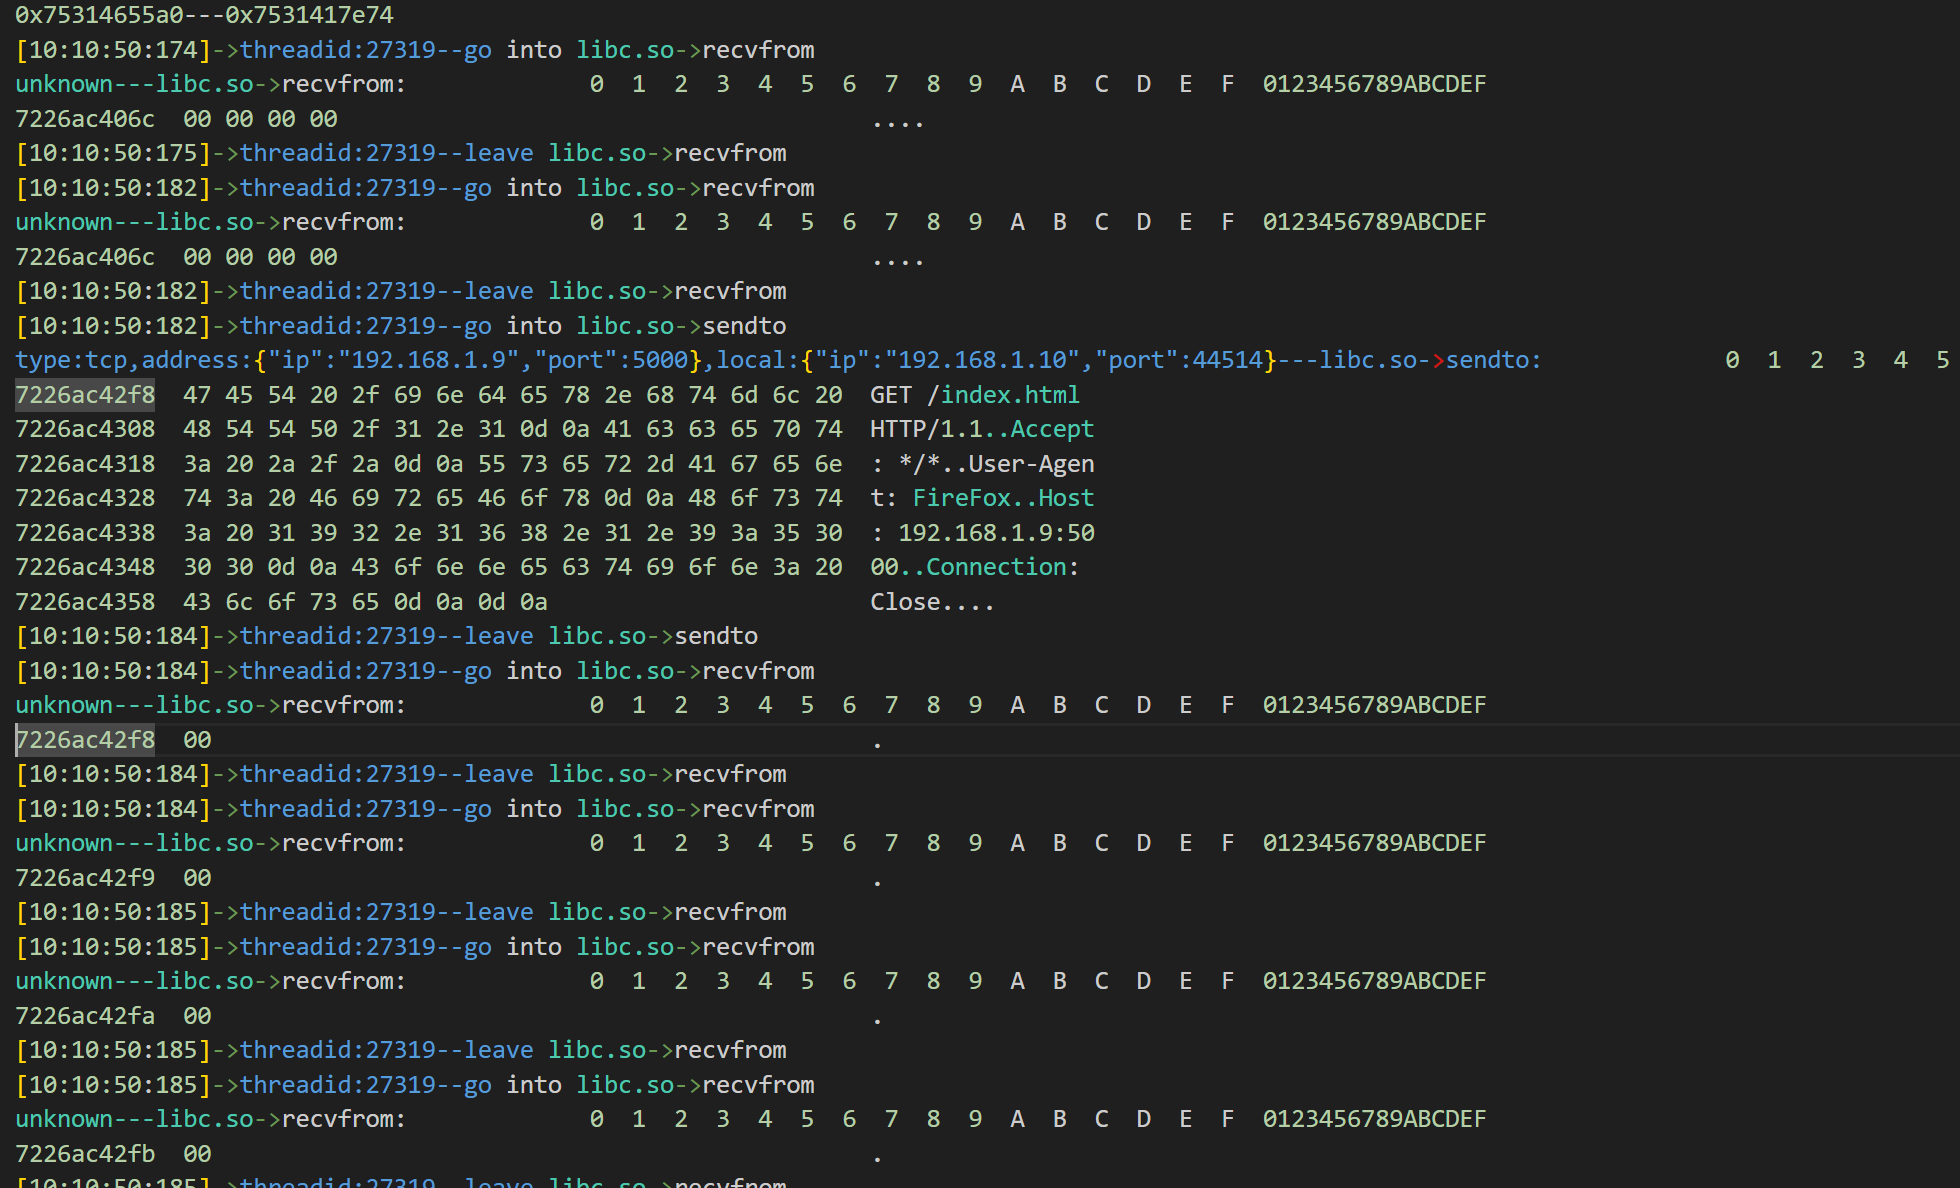 0x75314655a0---0x7531417e74
[10:10:50:174]->threadid:27319--go into libc.so->recvfrom
unknown---libc.so->recvfrom:             0  1  2  3  4  5  6  7  8  9  A  B  C  D  E  F  0123456789ABCDEF
7226ac406c  00 00 00 00                                      ....
[10:10:50:175]->threadid:27319--leave libc.so->recvfrom
[10:10:50:182]->threadid:27319--go into libc.so->recvfrom
unknown---libc.so->recvfrom:             0  1  2  3  4  5  6  7  8  9  A  B  C  D  E  F  0123456789ABCDEF
7226ac406c  00 00 00 00                                      ....
[10:10:50:182]->threadid:27319--leave libc.so->recvfrom
[10:10:50:182]->threadid:27319--go into libc.so->sendto
type:tcp,address:{"ip":"192.168.1.9","port":5000},local:{"ip":"192.168.1.10","port":44514}---libc.so->sendto:             0  1  2  3  4  5
7226ac42f8  47 45 54 20 2f 69 6e 64 65 78 2e 68 74 6d 6c 20  GET /index.html
7226ac4308  48 54 54 50 2f 31 2e 31 0d 0a 41 63 63 65 70 74  HTTP/1.1..Accept
7226ac4318  3a 20 2a 2f 2a 0d 0a 55 73 65 72 2d 41 67 65 6e  : */*..User-Agen
7226ac4328  74 3a 20 46 69 72 65 46 6f 78 0d 0a 48 6f 73 74  t: FireFox..Host
7226ac4338  3a 20 31 39 32 2e 31 36 38 2e 31 2e 39 3a 35 30  : 192.168.1.9:50
7226ac4348  30 30 0d 0a 43 6f 6e 6e 65 63 74 69 6f 6e 3a 20  00..Connection:
7226ac4358  43 6c 6f 73 65 0d 0a 0d 0a                       Close....
[10:10:50:184]->threadid:27319--leave libc.so->sendto
[10:10:50:184]->threadid:27319--go into libc.so->recvfrom
unknown---libc.so->recvfrom:             0  1  2  3  4  5  6  7  8  9  A  B  C  D  E  F  0123456789ABCDEF
7226ac42f8  00                                               .
[10:10:50:184]->threadid:27319--leave libc.so->recvfrom
[10:10:50:184]->threadid:27319--go into libc.so->recvfrom
unknown---libc.so->recvfrom:             0  1  2  3  4  5  6  7  8  9  A  B  C  D  E  F  0123456789ABCDEF
7226ac42f9  00                                               .
[10:10:50:185]->threadid:27319--leave libc.so->recvfrom
[10:10:50:185]->threadid:27319--go into libc.so->recvfrom
unknown---libc.so->recvfrom:             0  1  2  3  4  5  6  7  8  9  A  B  C  D  E  F  0123456789ABCDEF
7226ac42fa  00                                               .
[10:10:50:185]->threadid:27319--leave libc.so->recvfrom
[10:10:50:185]->threadid:27319--go into libc.so->recvfrom
unknown---libc.so->recvfrom:             0  1  2  3  4  5  6  7  8  9  A  B  C  D  E  F  0123456789ABCDEF
7226ac42fb  00                                               .
[10:10:50:185]->threadid:27319--leave libc.so->recvfrom